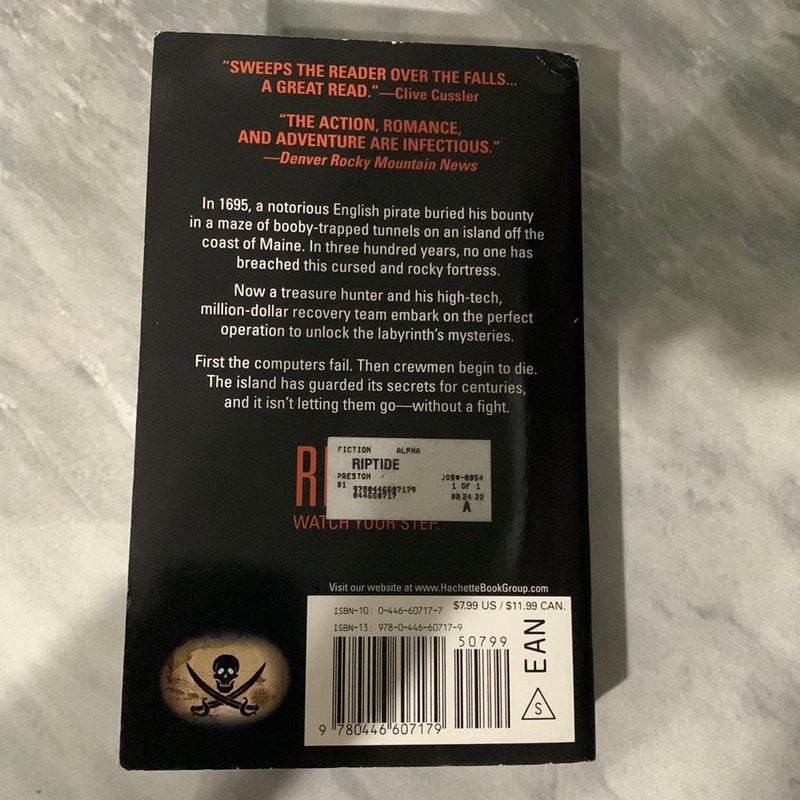 “SWEEPS THE READER OVER THE FALLS...
A GREAT READ.”—Clive Cussler
“THE ACTION, ROMANCE,
AND ADVENTURE ARE INFECTIOUS.”
—Denver Rocky Mountain News
In 1695, a notorious English pirate buried his bounty
in a maze of booby-trapped tunnels on an island off the
coast of Maine. In three hundred years, no one has
breached this cursed and rocky fortress.
Now a treasure hunter and his high-tech,
million-dollar recovery team embark on the perfect
operation to unlock the labyrinth’s mysteries.
First the computers fail. Then crewmen begin to die.
The island has guarded its secrets for centuries,
and it isn’t letting them go—without a fight.
RI
FICTION ALPHA
RIPTIDE
PRESTON /
JOB#-0854
01 9780446607179
1 OF 1
08 24 22
A
WATCH YOUR STEP.
Visit our website at www.HachetteBookGroup.com
ISBN-10: 0-446-60717-7 $7.99 US / $11.99 CAN.
ISBN-13: 978-0-446-60717-9
50799
EAN
S
9 780446 607179